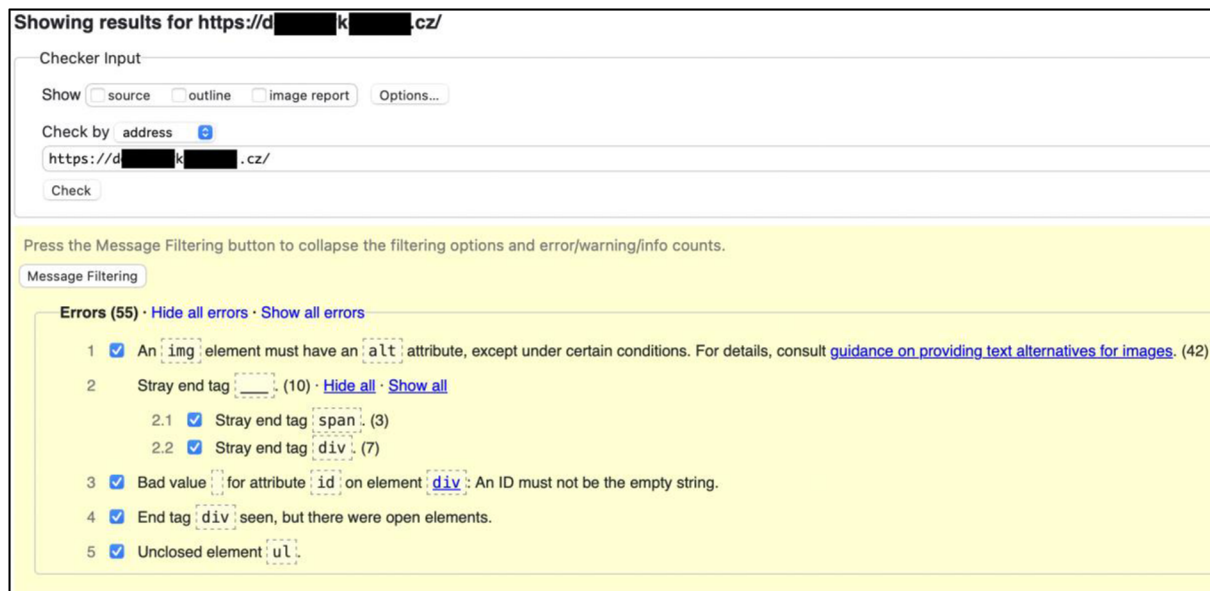 Showing results for https://d k .cz/
Checker Input
Show source outline image report Options...
Check by address
https://d k .cz/
Check
Press the Message Filtering button to collapse the filtering options and error/warning/info counts.
Message Filtering
Errors (55) · Hide all errors · Show all errors
1 An img element must have an alt attribute, except under certain conditions. For details, consult guidance on providing text alternatives for images. (42)
2 Stray end tag ___. (10) · Hide all · Show all
2.1 Stray end tag span. (3)
2.2 Stray end tag div. (7)
3 Bad value for attribute id on element div: An ID must not be the empty string.
4 End tag div seen, but there were open elements.
5 Unclosed element ul.